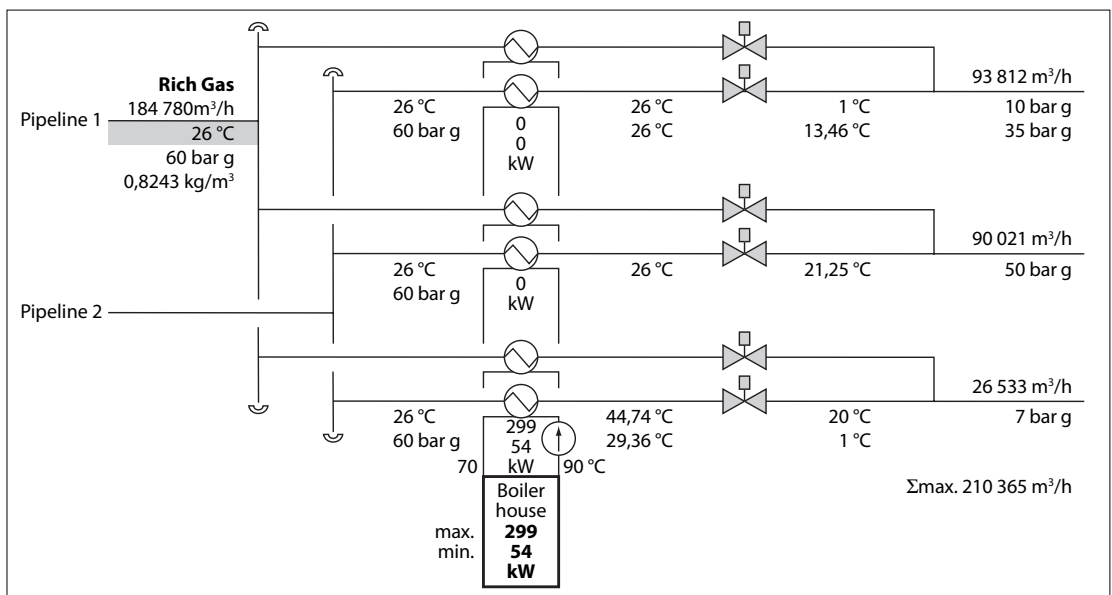 Rich Gas
Pipeline 1
184 780m³/h
26 °C
60 bar g
0,8243 kg/m³
26 °C
60 bar g
0
0
kW
26 °C
26 °C
1 °C
13,46 °C
93 812 m³/h
10 bar g
35 bar g
26 °C
60 bar g
0
kW
26 °C
21,25 °C
90 021 m³/h
50 bar g
Pipeline 2
26 °C
60 bar g
299
54
kW
70
90 °C
44,74 °C
29,36 °C
20 °C
1 °C
26 533 m³/h
7 bar g
Σmax. 210 365 m³/h
Boiler
house
max. 299
min. 54
kW